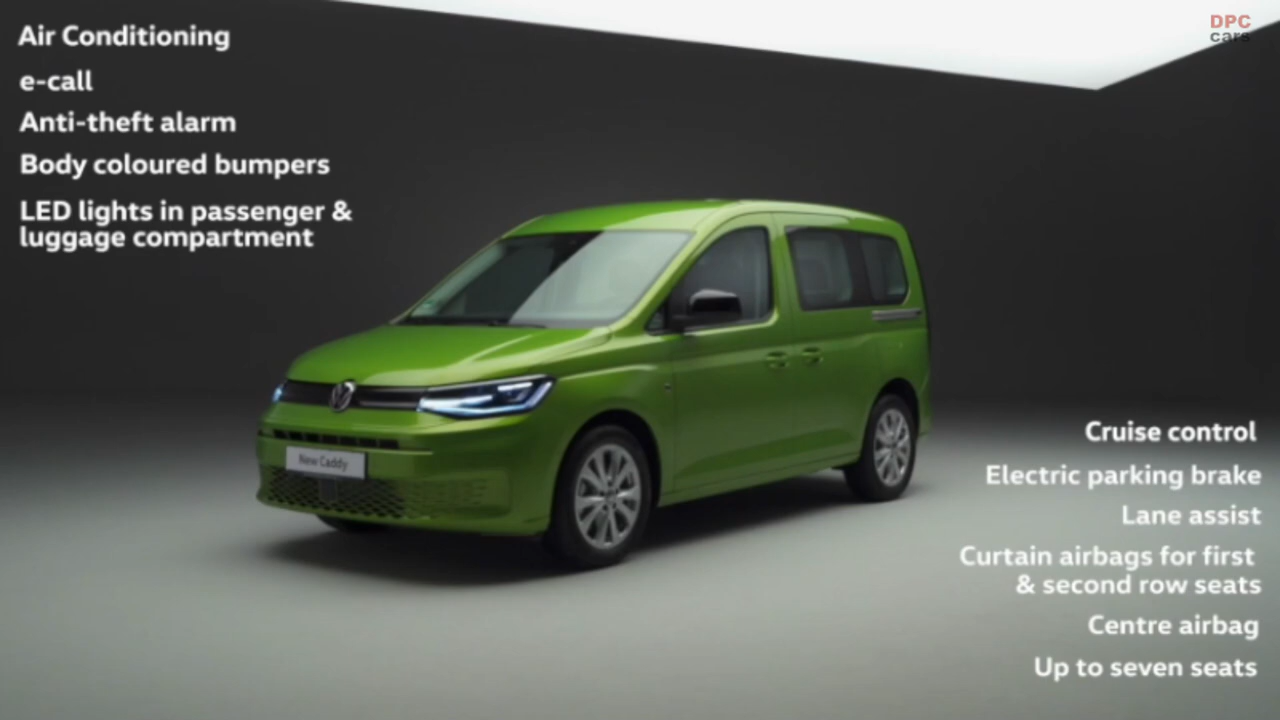 DPC
cars
Air Conditioning
e-call
Anti-theft alarm
Body coloured bumpers
LED lights in passenger &
luggage compartment
New Caddy
Cruise control
Electric parking brake
Lane assist
Curtain airbags for first
& second row seats
Centre airbag
Up to seven seats